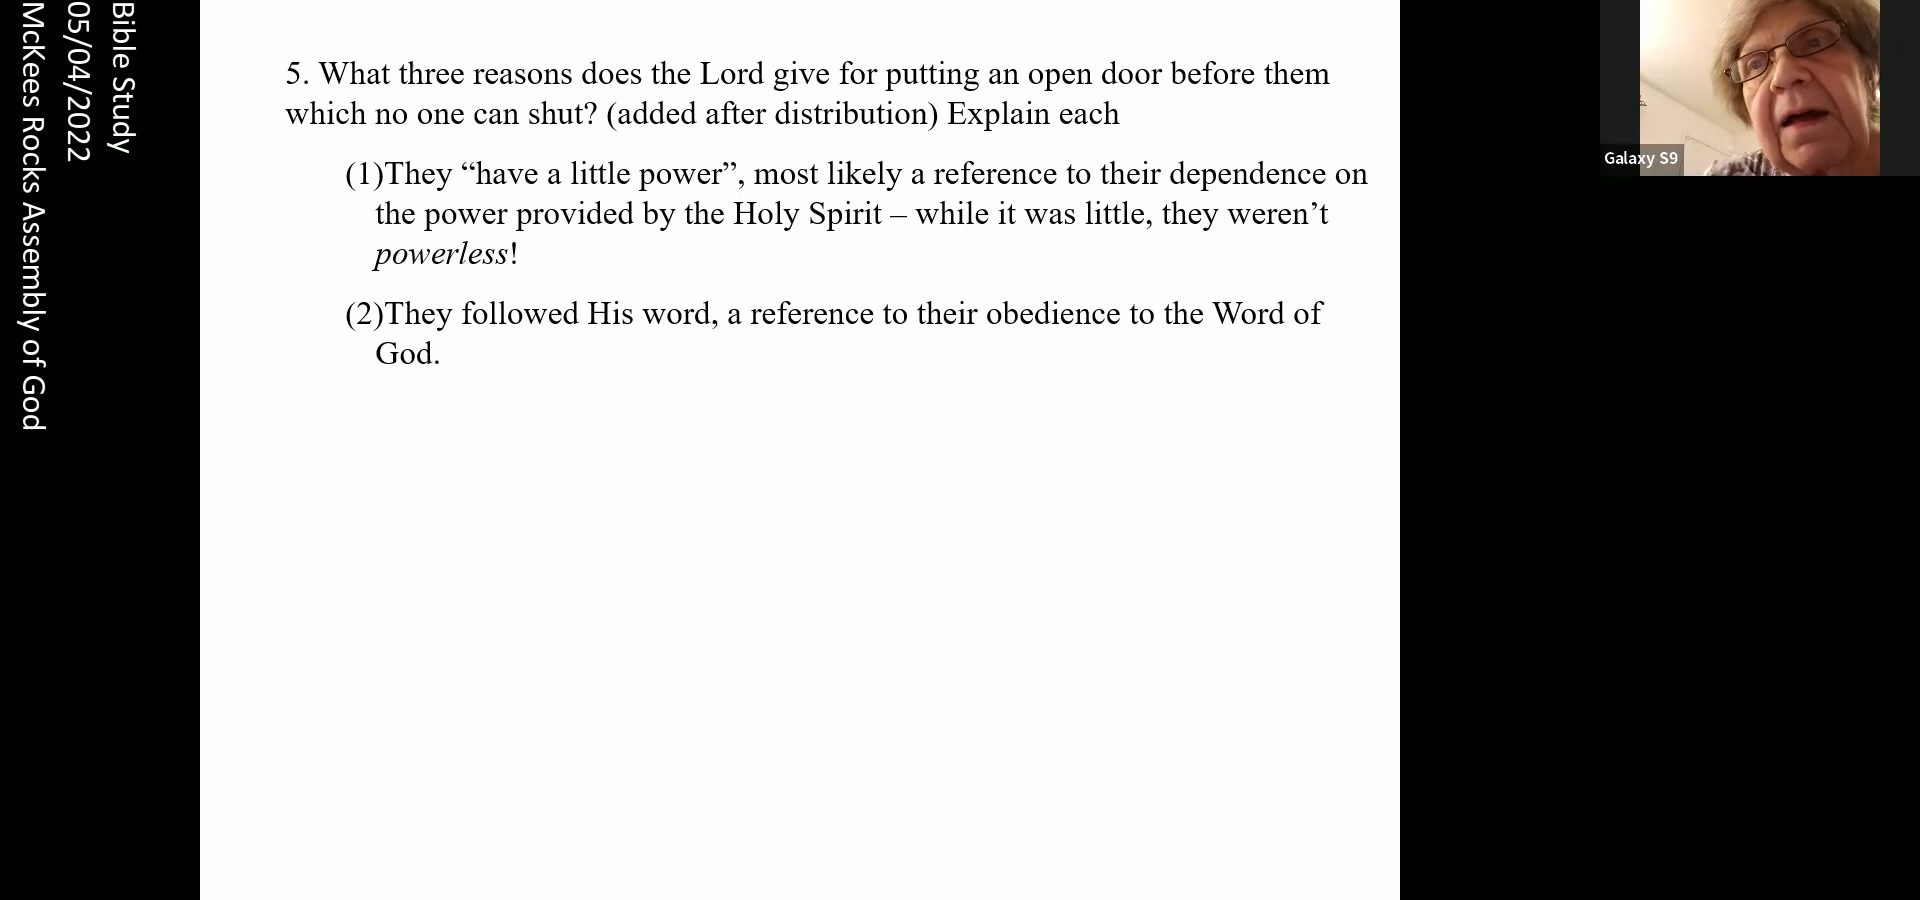 Bible Study
05/04/2022
McKees Rocks Assembly of God
5. What three reasons does the Lord give for putting an open door before them
which no one can shut? (added after distribution) Explain each
(1)They “have a little power”, most likely a reference to their dependence on
the power provided by the Holy Spirit – while it was little, they weren’t
powerless!
(2)They followed His word, a reference to their obedience to the Word of
God.
Galaxy S9